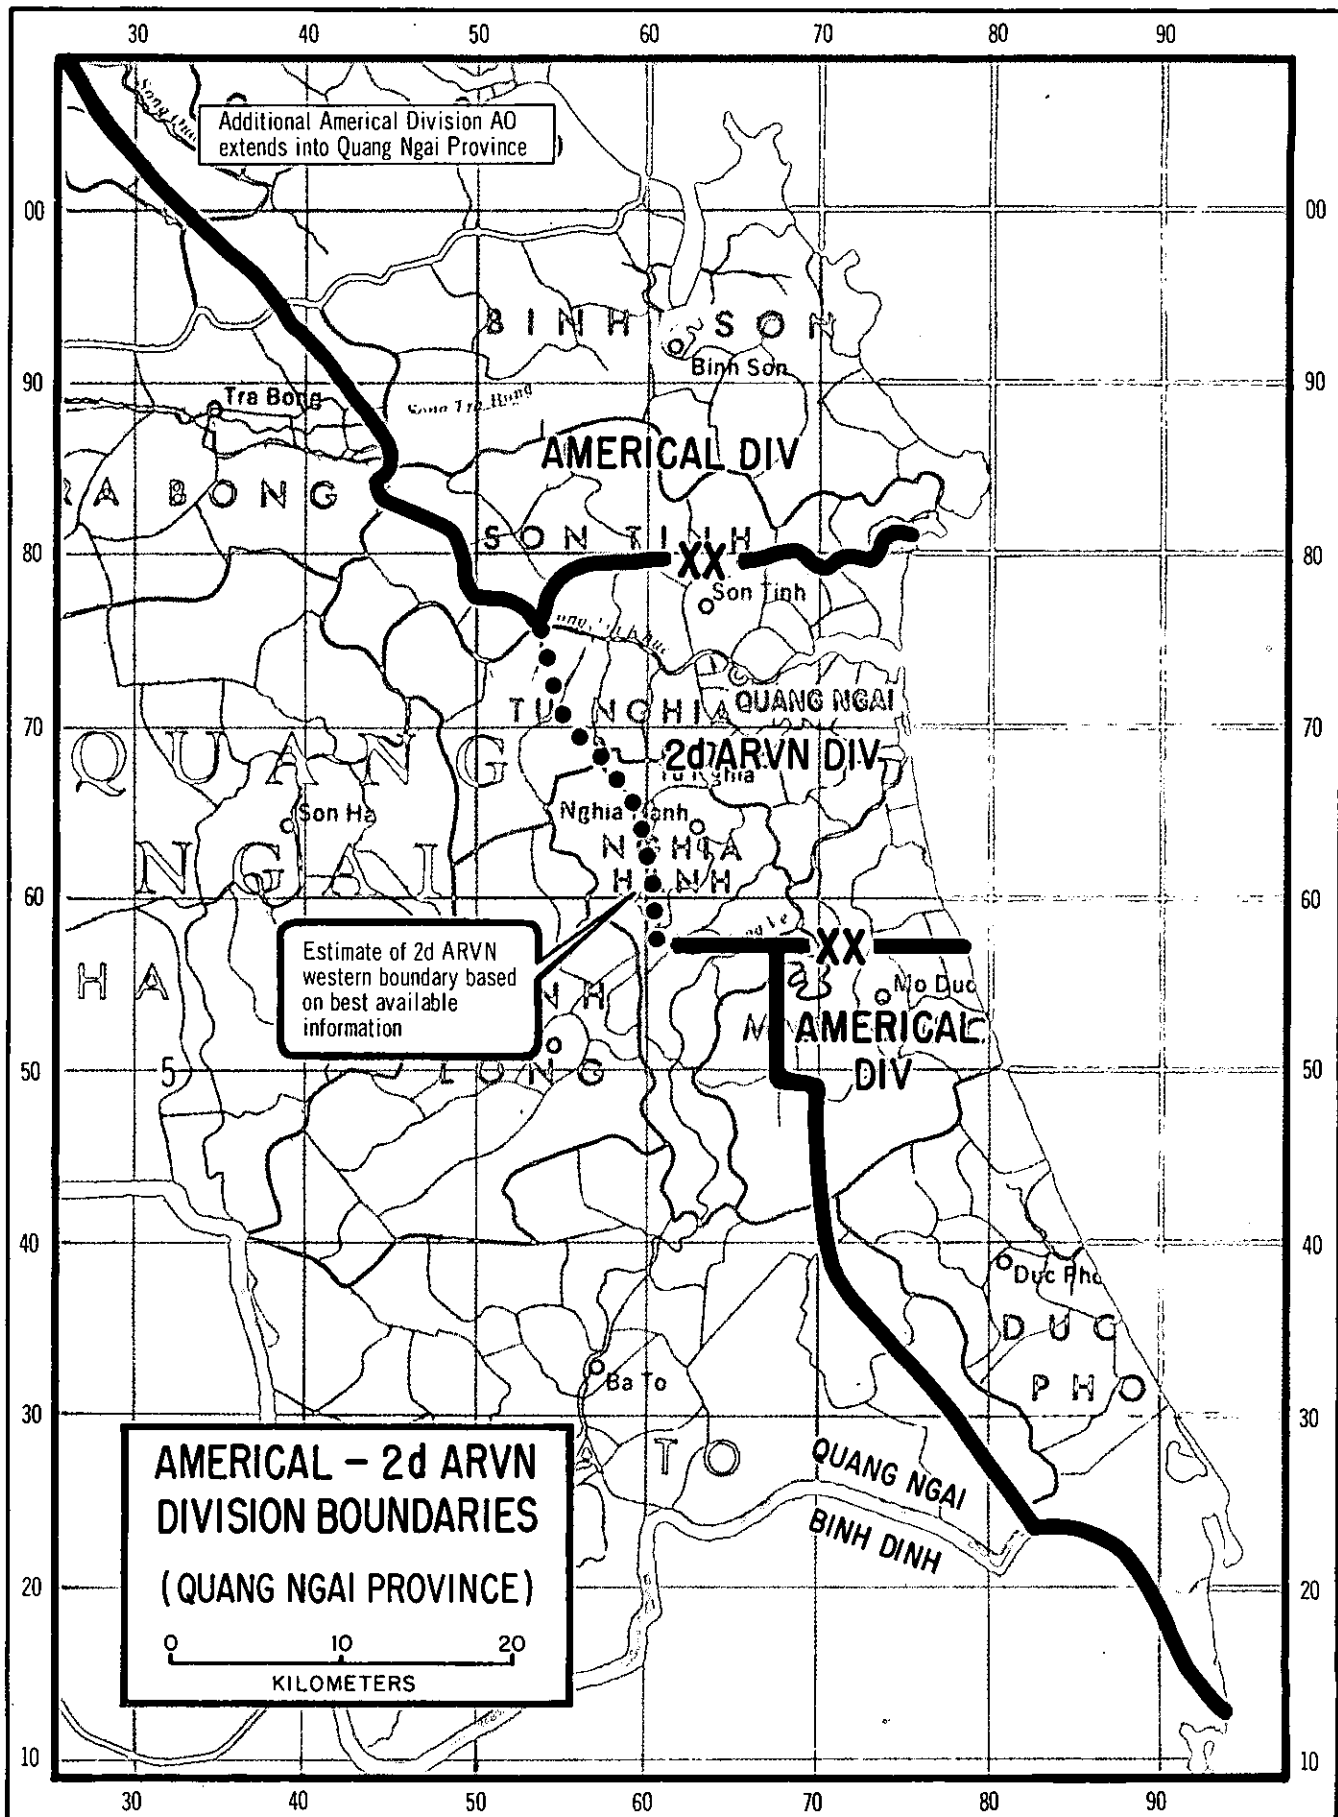 30 40 50 60 70 80 90
Additional Americal Division AO
extends into Quang Ngai Province
00 00
BINH SON
Binh Son
90 90
Tra Bong
Song Tra Bong
AMERICAL DIV
BONG
SON
80 80
XX
Son Tinh
TU NGHIA
QUANG NGAI
70 70
2d ARVN DIV
QUANG
Son Ha
Nghia Hanh
NGHIA
HANH
NGAI
60 60
Estimate of 2d ARVN
western boundary based
on best available
information
XX
HA
Mo Duc
AMERICAL
DIV
5
50 50
LONG
40 40
Duc Pho
DUC
PHO
Ba To
30 30
TO
QUANG NGAI
BINH DINH
AMERICAL – 2d ARVN
DIVISION BOUNDARIES
(QUANG NGAI PROVINCE)
20 20
0 10 20
KILOMETERS
10 10
30 40 50 60 70 80 90